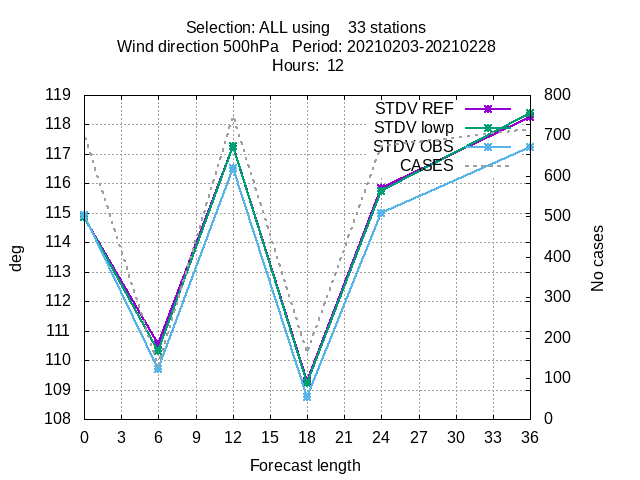 Selection: ALL using 33 stations
Wind direction 500hPa Period: 20210203-20210228
Hours: 12
119 800
STDV REF
118 700
STDV lowp
117 STDV OBS
116 CASES 600
115 500
114 400
deg No cases
113
112 300
111 200
110
109 100
108 0
0 3 6 9 12 15 18 21 24 27 30 33 36
Forecast length